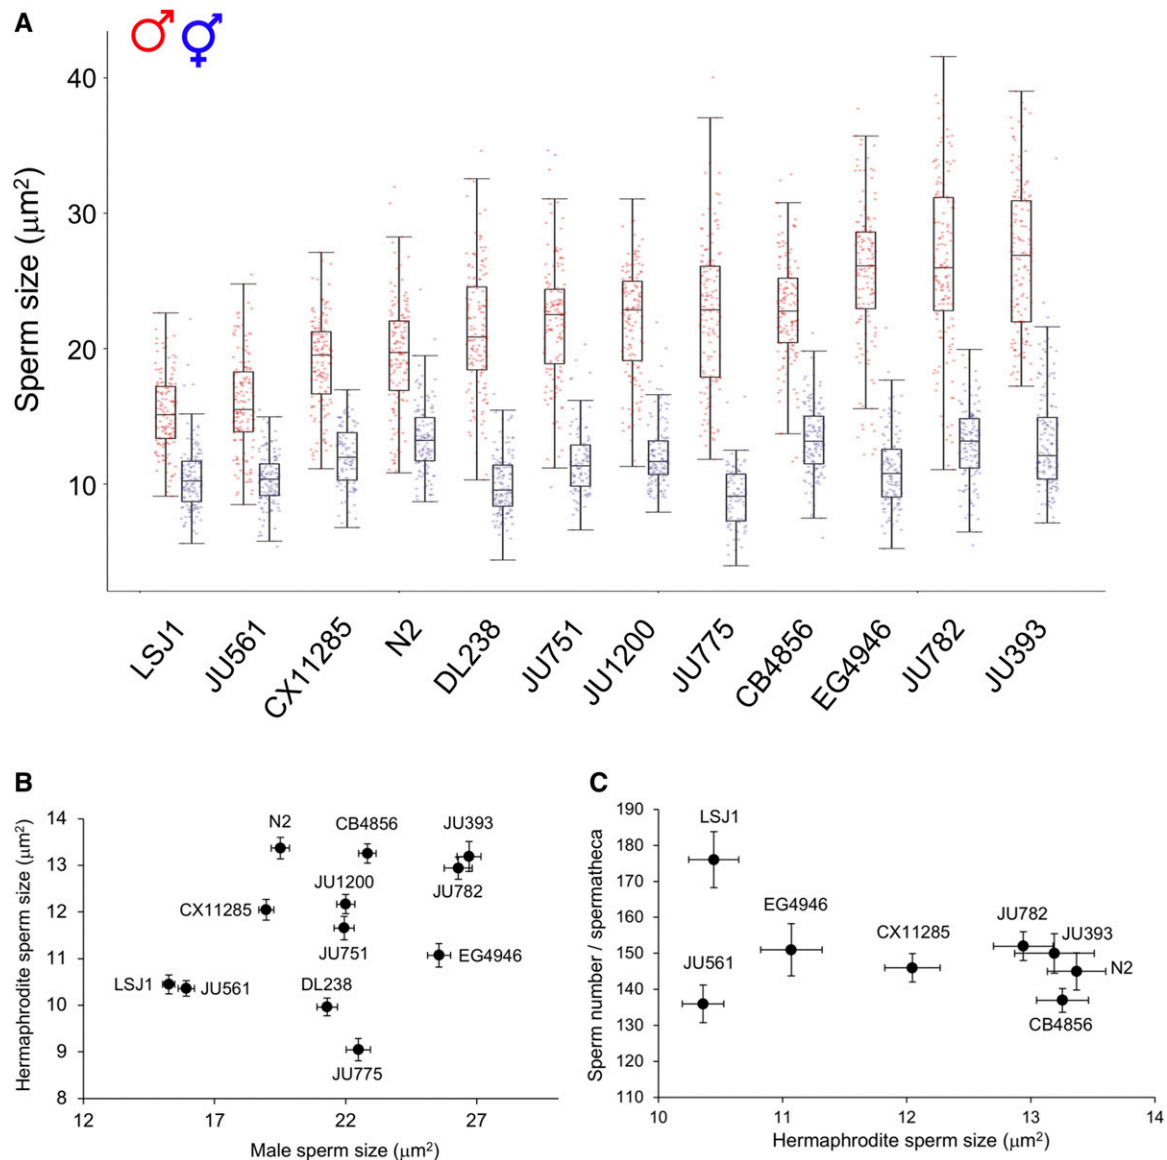 A
Sperm size (μm²)
40
30
20
10
LSJ1
JU561
CX11285
N2
DL238
JU751
JU1200
JU775
CB4856
EG4946
JU782
JU393
B
Hermaphrodite sperm size (μm²)
14
13
12
11
10
9
8
N2
CB4856
JU393
JU1200
JU782
CX11285
JU751
EG4946
LSJ1
JU561
DL238
JU775
12
17
22
27
Male sperm size (μm²)
C
Sperm number / spermatheca
190
180
170
160
150
140
130
120
110
LSJ1
EG4946
JU782
CX11285
JU393
JU561
N2
CB4856
10
11
12
13
14
Hermaphrodite sperm size (μm²)